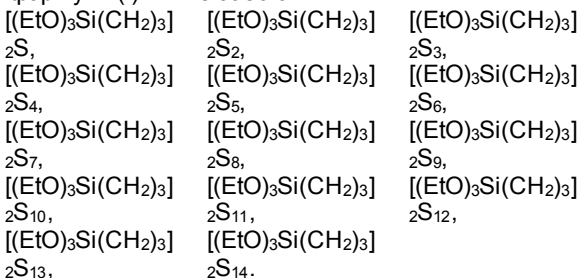 [(EtO)₃Si(CH₂)₃] [(EtO)₃Si(CH₂)₃] [(EtO)₃Si(CH₂)₃]
₂S, ₂S₂, ₂S₃,
[(EtO)₃Si(CH₂)₃] [(EtO)₃Si(CH₂)₃] [(EtO)₃Si(CH₂)₃]
₂S₄, ₂S₅, ₂S₆,
[(EtO)₃Si(CH₂)₃] [(EtO)₃Si(CH₂)₃] [(EtO)₃Si(CH₂)₃]
₂S₇, ₂S₈, ₂S₉,
[(EtO)₃Si(CH₂)₃] [(EtO)₃Si(CH₂)₃] [(EtO)₃Si(CH₂)₃]
₂S₁₀, ₂S₁₁, ₂S₁₂,
[(EtO)₃Si(CH₂)₃] [(EtO)₃Si(CH₂)₃]
₂S₁₃, ₂S₁₄.